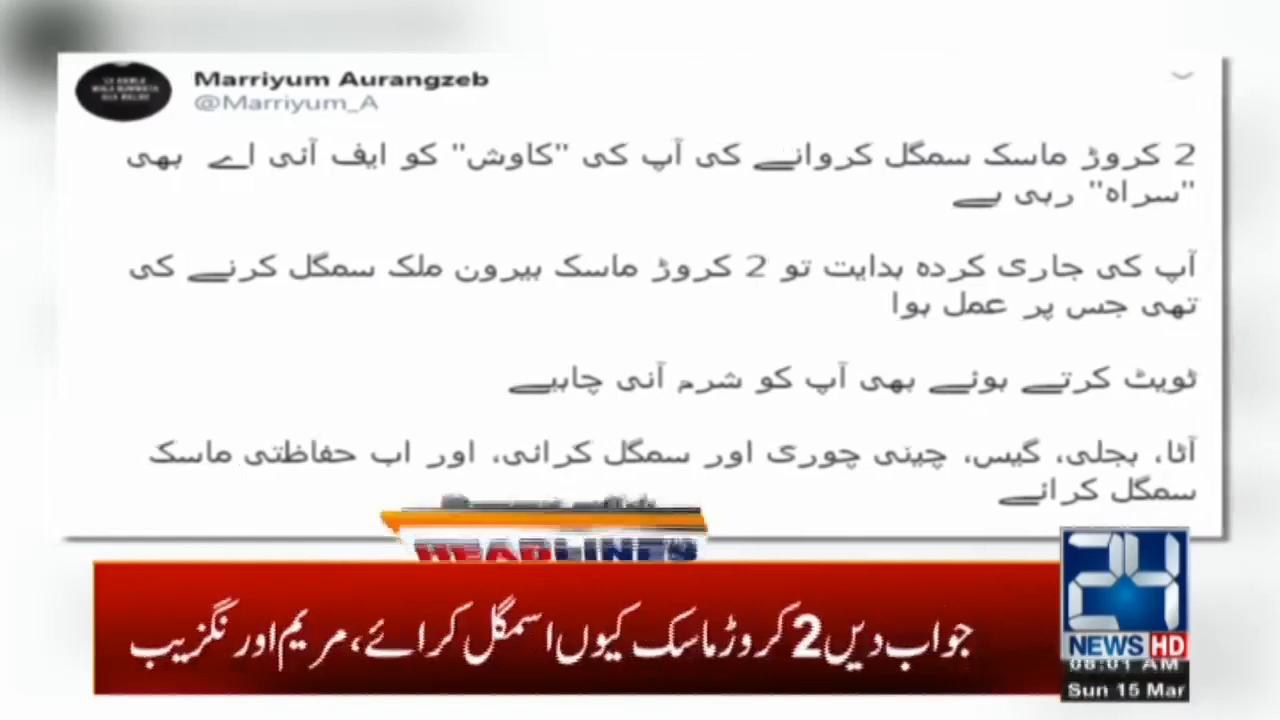 Marriyum Aurangzeb
@Marriyum_A
2 کروڑ ماسک سمگل کروانے کی آپ کی "کاوش" کو ایف آئی اے بھی
"سراہ" رہی ہے
آپ کی جاری کردہ ہدایت تو 2 کروڑ ماسک بیرون ملک سمگل کرنے کی
تھی جس پر عمل ہوا
ٹویٹ کرتے ہوئے بھی آپ کو شرم آنی چاہیے
آٹا، بجلی، گیس، چینی چوری اور سمگل کرائی، اور اب حفاظتی ماسک
سمگل کرائے
HEADLINES
جواب دیں 2 کروڑ ماسک کیوں اسمگل کرائے، مریم اورنگزیب
24
NEWS HD
08:01 AM
Sun 15 Mar